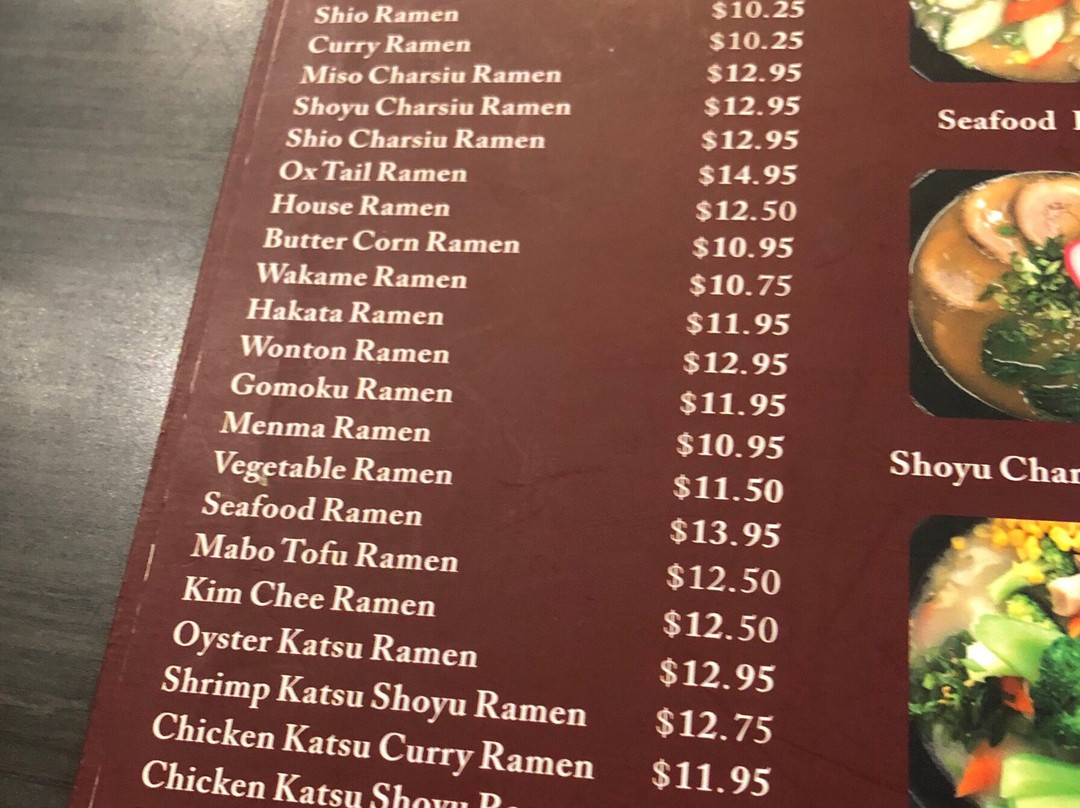 Shio Ramen $10.25
Curry Ramen $10.25
Miso Charsiu Ramen $12.95
Shoyu Charsiu Ramen $12.95
Shio Charsiu Ramen $12.95
Ox Tail Ramen $14.95
House Ramen $12.50
Butter Corn Ramen $10.95
Wakame Ramen $10.75
Hakata Ramen $11.95
Wonton Ramen $12.95
Gomoku Ramen $11.95
Menma Ramen $10.95
Vegetable Ramen $11.50
Seafood Ramen $13.95
Mabo Tofu Ramen $12.50
Kim Chee Ramen $12.50
Oyster Katsu Ramen $12.95
Shrimp Katsu Shoyu Ramen $12.75
Chicken Katsu Curry Ramen $11.95
Chicken Katsu Shoyu
Seafood
Shoyu Char